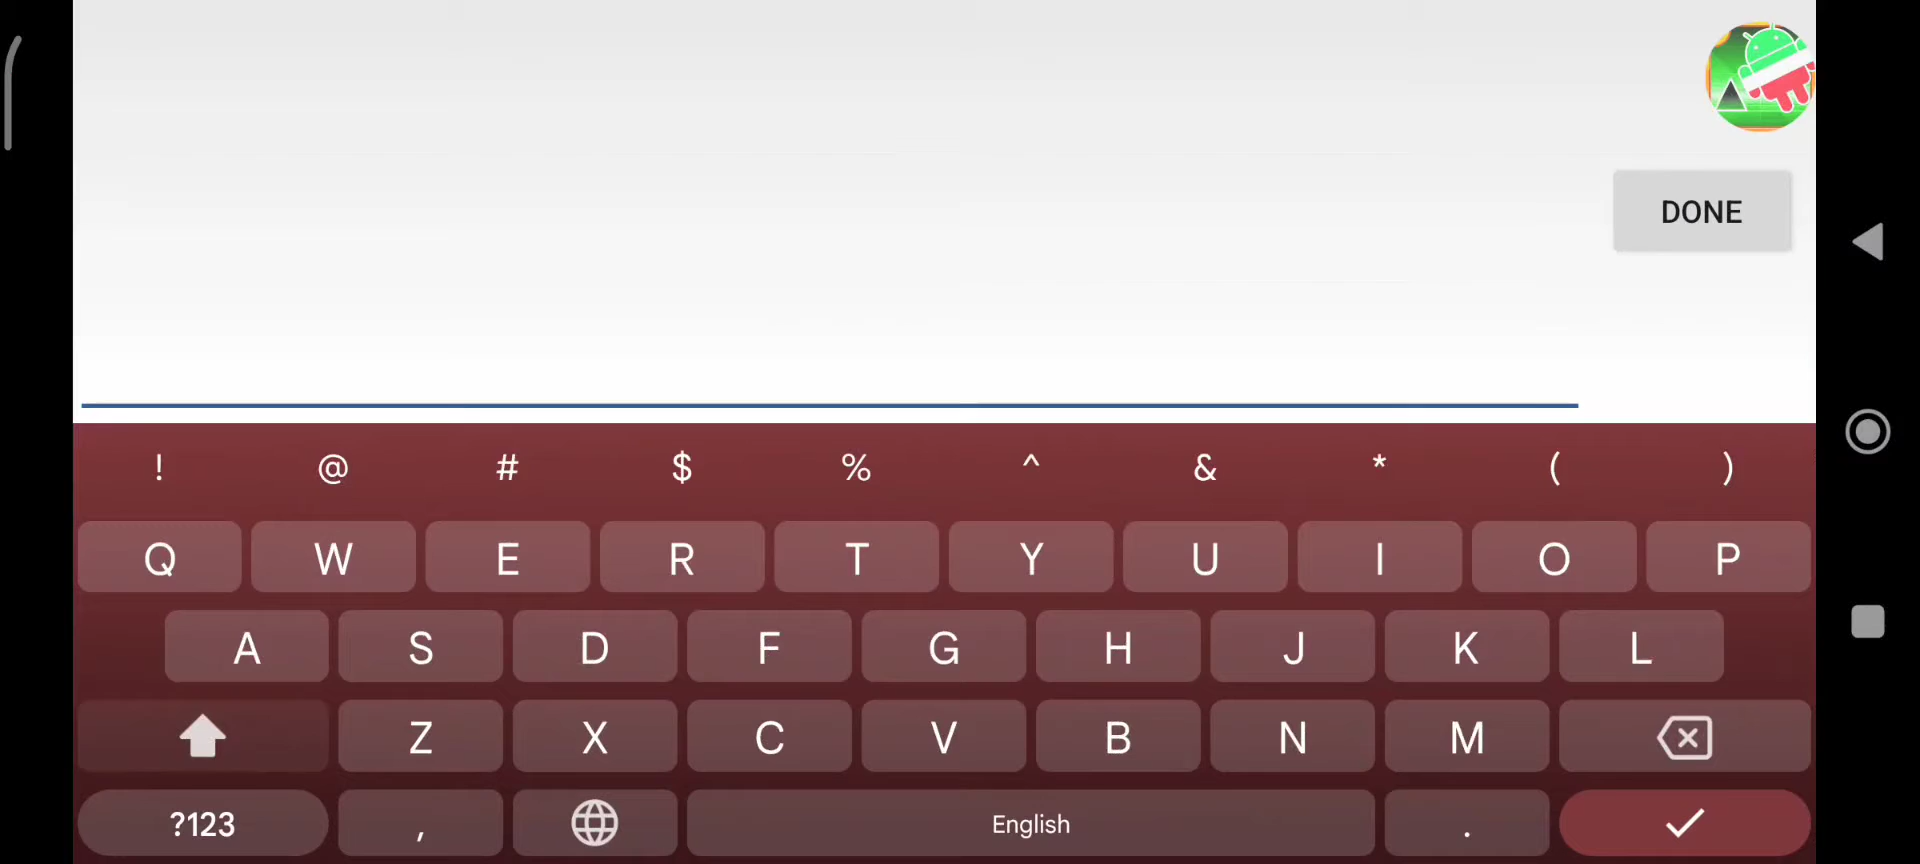 DONE
! @ # $ % ^ & * ( )
Q W E R T Y U I O P
A S D F G H J K L
Z X C V B N M
?123 , English .